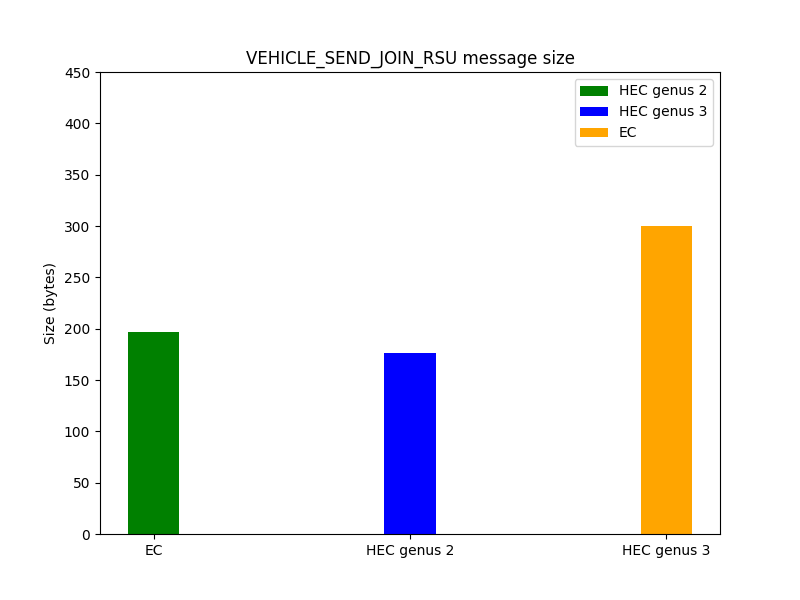 VEHICLE_SEND_JOIN_RSU message size
HEC genus 2
HEC genus 3
EC
Size (bytes)
450
400
350
300
250
200
150
100
50
0
EC
HEC genus 2
HEC genus 3